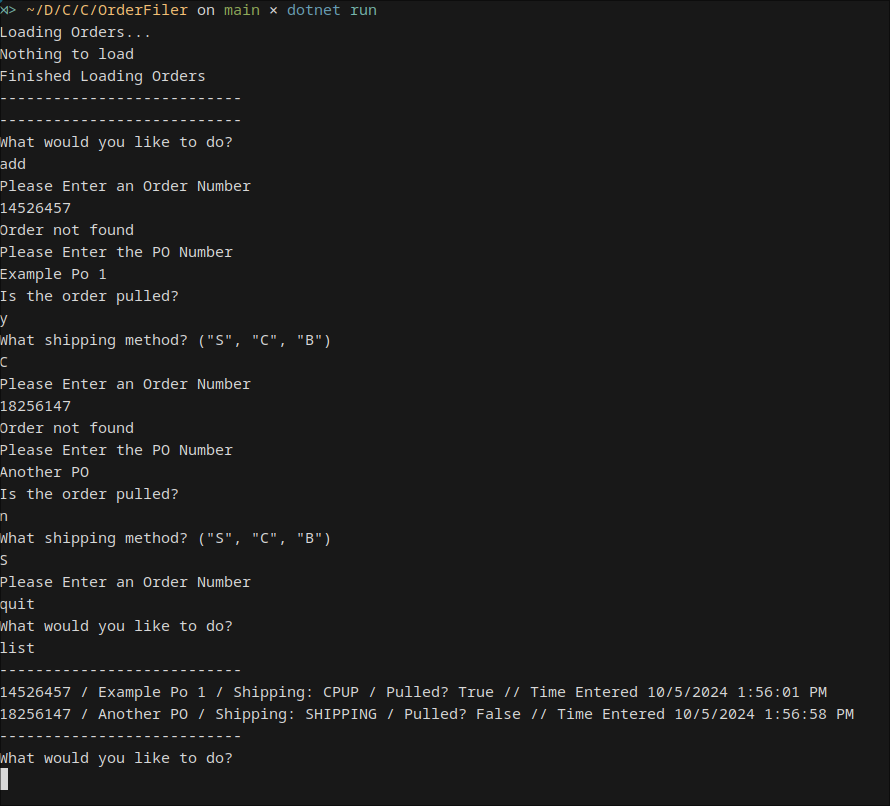 ⋊> ~/D/C/C/OrderFiler on main × dotnet run
Loading Orders...
Nothing to load
Finished Loading Orders
---------------------------
---------------------------
What would you like to do?
add
Please Enter an Order Number
14526457
Order not found
Please Enter the PO Number
Example Po 1
Is the order pulled?
y
What shipping method? ("S", "C", "B")
C
Please Enter an Order Number
18256147
Order not found
Please Enter the PO Number
Another PO
Is the order pulled?
n
What shipping method? ("S", "C", "B")
S
Please Enter an Order Number
quit
What would you like to do?
list
---------------------------
14526457 / Example Po 1 / Shipping: CPUP / Pulled? True // Time Entered 10/5/2024 1:56:01 PM
18256147 / Another PO / Shipping: SHIPPING / Pulled? False // Time Entered 10/5/2024 1:56:58 PM
---------------------------
What would you like to do?